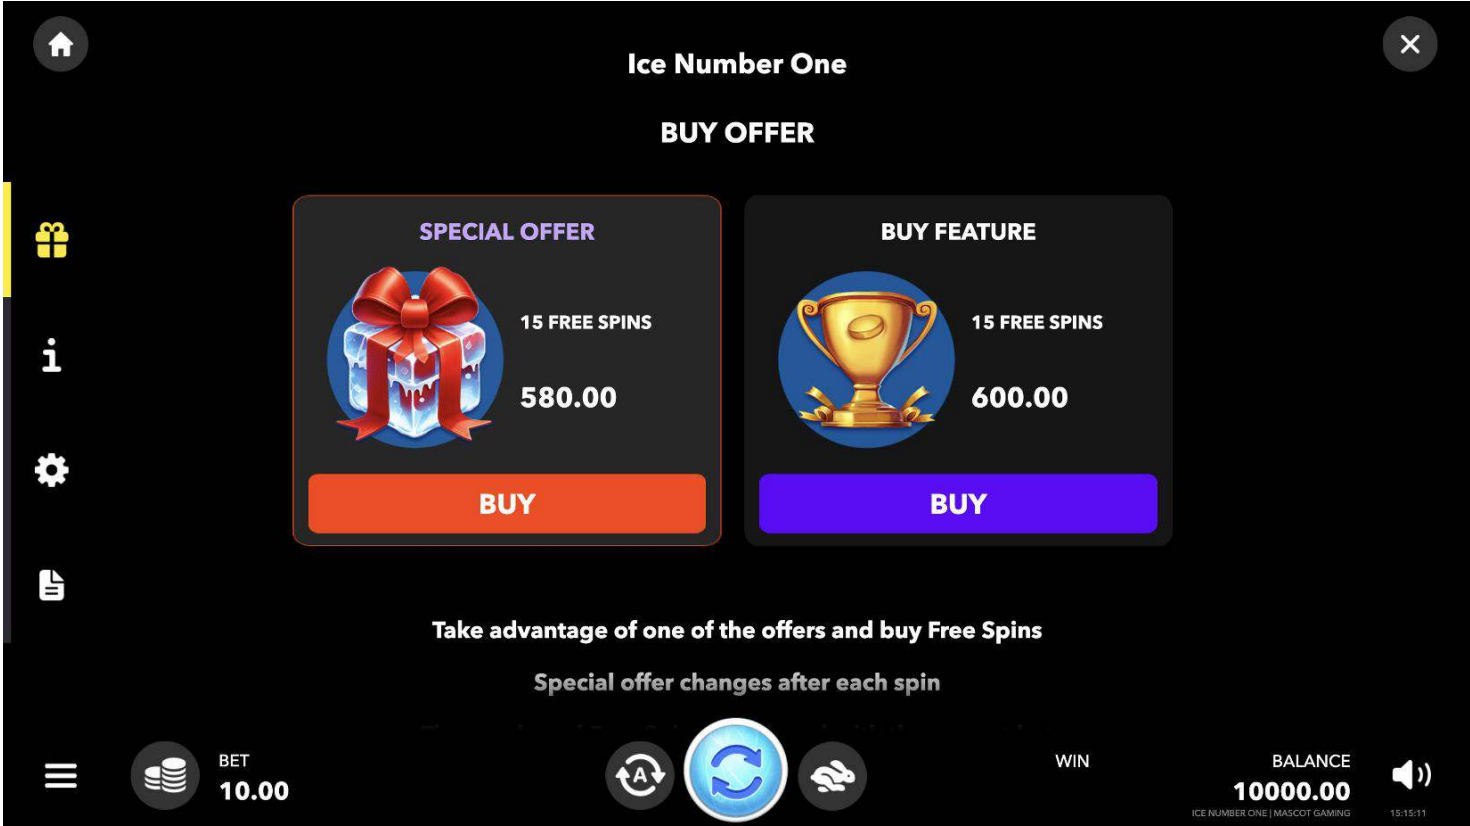 Ice Number One
BUY OFFER
SPECIAL OFFER
15 FREE SPINS
580.00
BUY
BUY FEATURE
15 FREE SPINS
600.00
BUY
Take advantage of one of the offers and buy Free Spins
Special offer changes after each spin
BET
10.00
A
WIN
BALANCE
10000.00
ICE NUMBER ONE | MASCOT GAMING
15:15:11